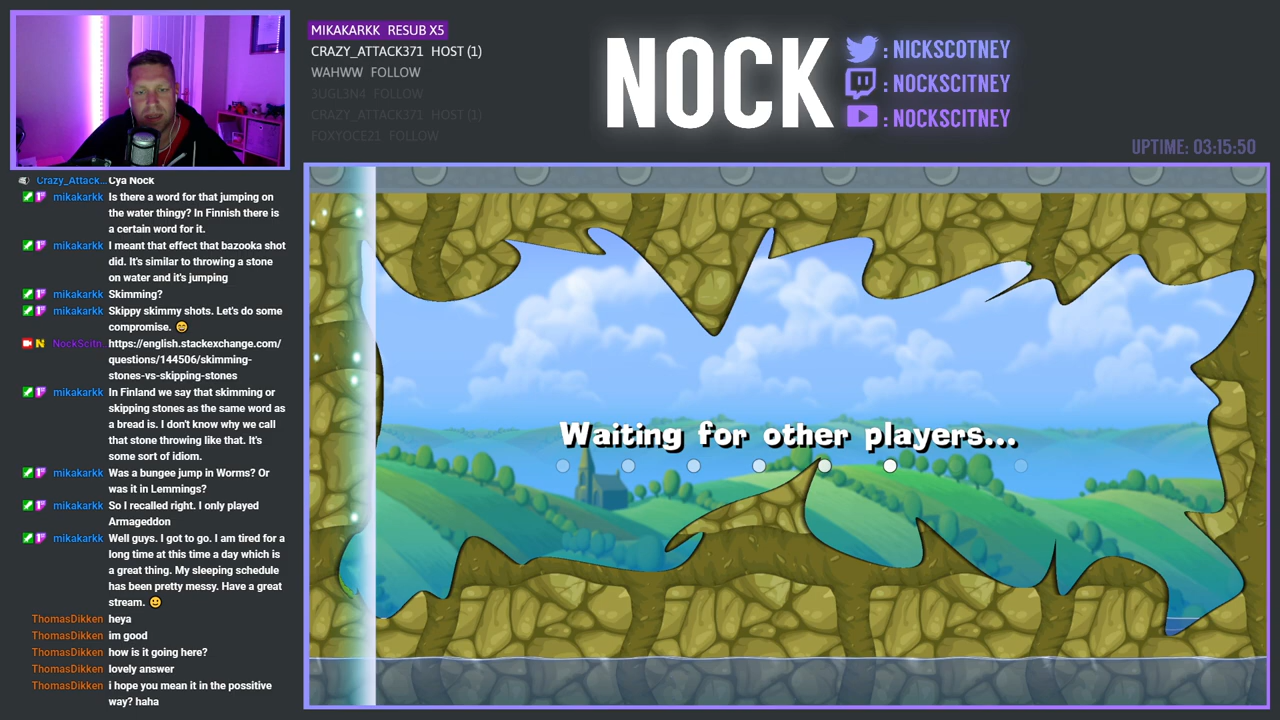 MIKAKARKK RESUB X5
CRAZY_ATTACK371 HOST (1)
WAHWW FOLLOW
3UGL3N4 FOLLOW
CRAZY_ATTACK371 HOST (1)
FOXYOCE21 FOLLOW
NOCK
: NICKSCOTNEY
: NOCKSCITNEY
: NOCKSCITNEY
UPTIME: 03:15:50
Crazy_Attack... Cya Nock
mikakarkk Is there a word for that jumping on
the water thingy? In Finnish there is
a certain word for it.
mikakarkk I meant that effect that bazooka shot
did. It's similar to throwing a stone
on water and it's jumping
mikakarkk Skimming?
mikakarkk Skippy skimmy shots. Let's do some
compromise. 😄
N NockScitn... https://english.stackexchange.com/
questions/144506/skimming-
stones-vs-skipping-stones
mikakarkk In Finland we say that skimming or
skipping stones as the same word as
a bread is. I don't know why we call
that stone throwing like that. It's
some sort of idiom.
mikakarkk Was a bungee jump in Worms? Or
was it in Lemmings?
mikakarkk So I recalled right. I only played
Armageddon
mikakarkk Well guys. I got to go. I am tired for a
long time at this time a day which is
a great thing. My sleeping schedule
has been pretty messy. Have a great
stream. 🙂
ThomasDikken heya
ThomasDikken im good
ThomasDikken how is it going here?
ThomasDikken lovely answer
ThomasDikken i hope you mean it in the possitive
way? haha
Waiting for other players...